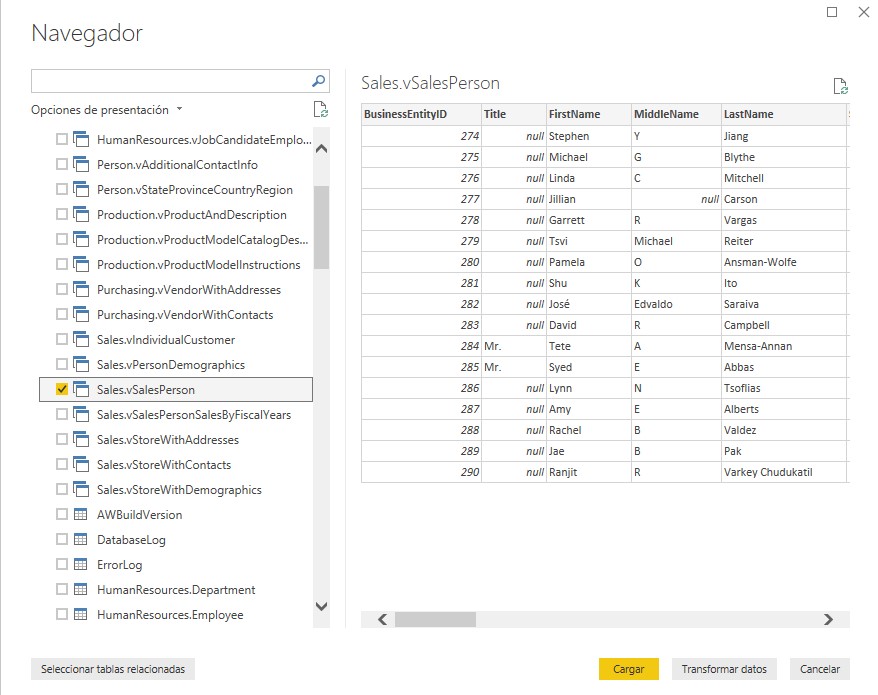 Navegador
Opciones de presentación
HumanResources.vJobCandidateEmplo...
Person.vAdditionalContactInfo
Person.vStateProvinceCountryRegion
Production.vProductAndDescription
Production.vProductModelCatalogDes...
Production.vProductModelInstructions
Purchasing.vVendorWithAddresses
Purchasing.vVendorWithContacts
Sales.vIndividualCustomer
Sales.vPersonDemographics
Sales.vSalesPerson
Sales.vSalesPersonSalesByFiscalYears
Sales.vStoreWithAddresses
Sales.vStoreWithContacts
Sales.vStoreWithDemographics
AWBuildVersion
DatabaseLog
ErrorLog
HumanResources.Department
HumanResources.Employee
Sales.vSalesPerson
BusinessEntityID Title FirstName MiddleName LastName
274 null Stephen Y Jiang
275 null Michael G Blythe
276 null Linda C Mitchell
277 null Jillian null Carson
278 null Garrett R Vargas
279 null Tsvi Michael Reiter
280 null Pamela O Ansman-Wolfe
281 null Shu K Ito
282 null José Edvaldo Saraiva
283 null David R Campbell
284 Mr. Tete A Mensa-Annan
285 Mr. Syed E Abbas
286 null Lynn N Tsoflias
287 null Amy E Alberts
288 null Rachel B Valdez
289 null Jae B Pak
290 null Ranjit R Varkey Chudukatil
Seleccionar tablas relacionadas
Cargar
Transformar datos
Cancelar